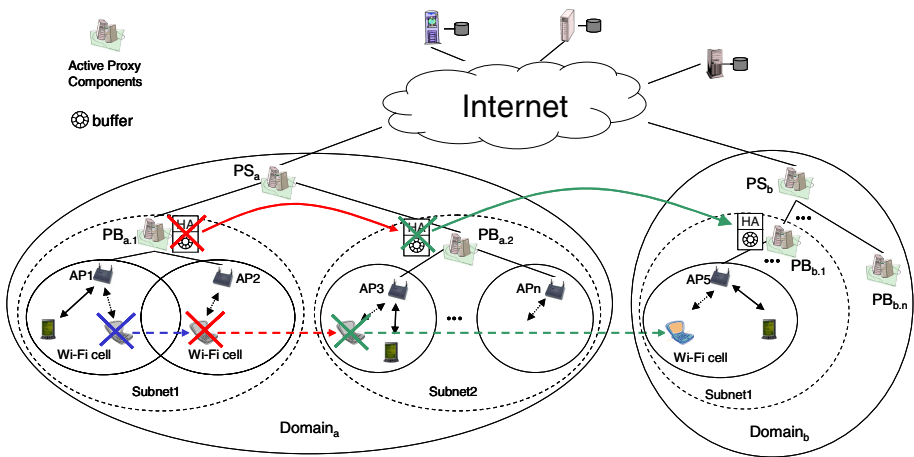 Active Proxy
Components
buffer
Internet
PSa
HA
PBa.1
HA
PBa.2
PSb
HA
...
PBb.1
...
PBb.n
AP1
AP2
AP3
APn
AP5
...
Wi-Fi cell
Wi-Fi cell
Wi-Fi cell
Subnet1
Subnet2
Subnet1
Domaina
Domainb